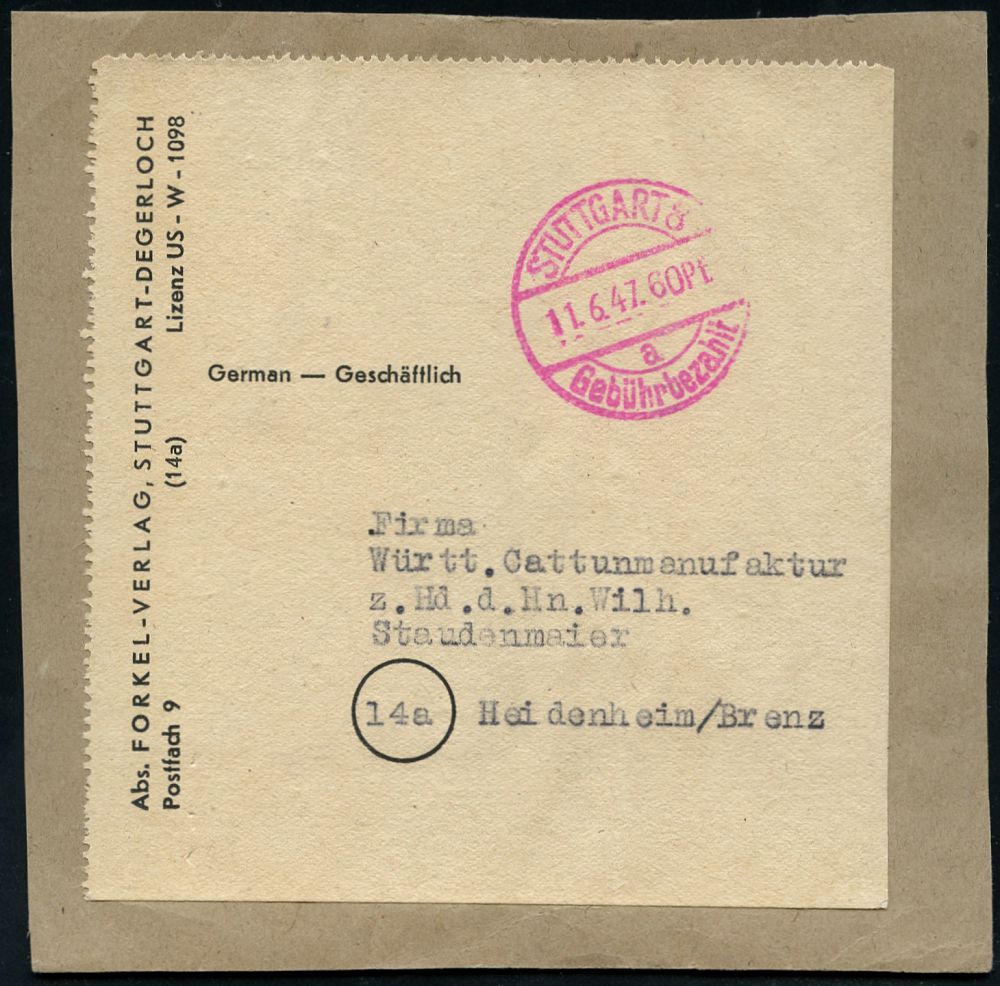 Abs. FORKEL-VERLAG, STUTTGART-DEGERLOCH
Postfach 9 (14a) Lizenz US - W - 1098
German — Geschäftlich
STUTTGART
11.6.47. 60Pf
a
Gebührbezahlt
Firma
Württ.Cattunmanufaktur
z.Hd.d.Hn.Wilh.
Staudenmaier
14a Heidenheim/Brenz